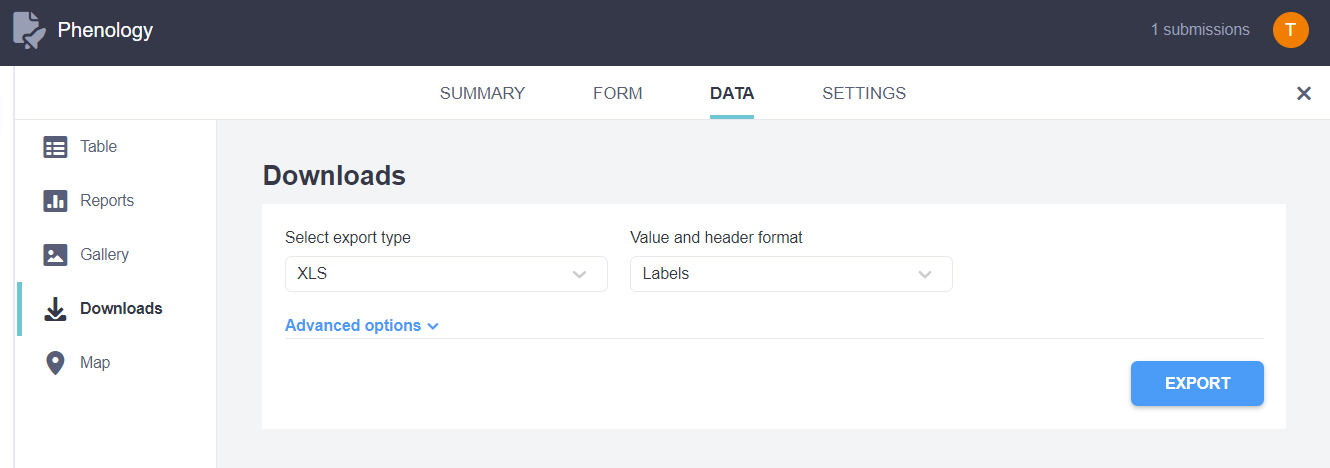 Phenology
1 submissions
T
SUMMARY FORM DATA SETTINGS
Table
Reports
Gallery
Downloads
Map
Downloads
Select export type Value and header format
XLS Labels
Advanced options
EXPORT